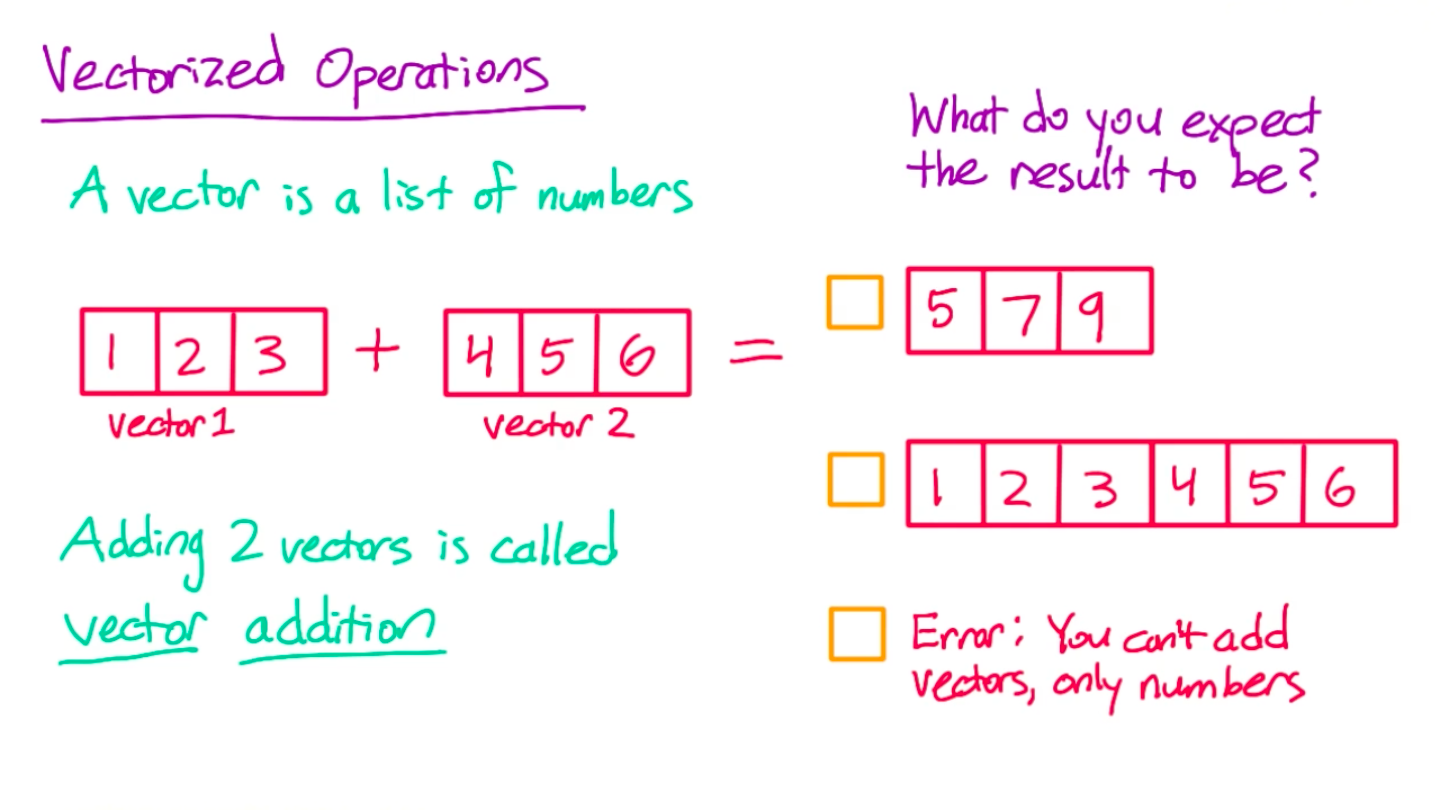 Vectorized Operations
What do you expect
the result to be?
A vector is a list of numbers
1 2 3 + 4 5 6 =
vector 1
vector 2
5 7 9
1 2 3 4 5 6
Adding 2 vectors is called
vector addition
Error: You can't add
vectors, only numbers